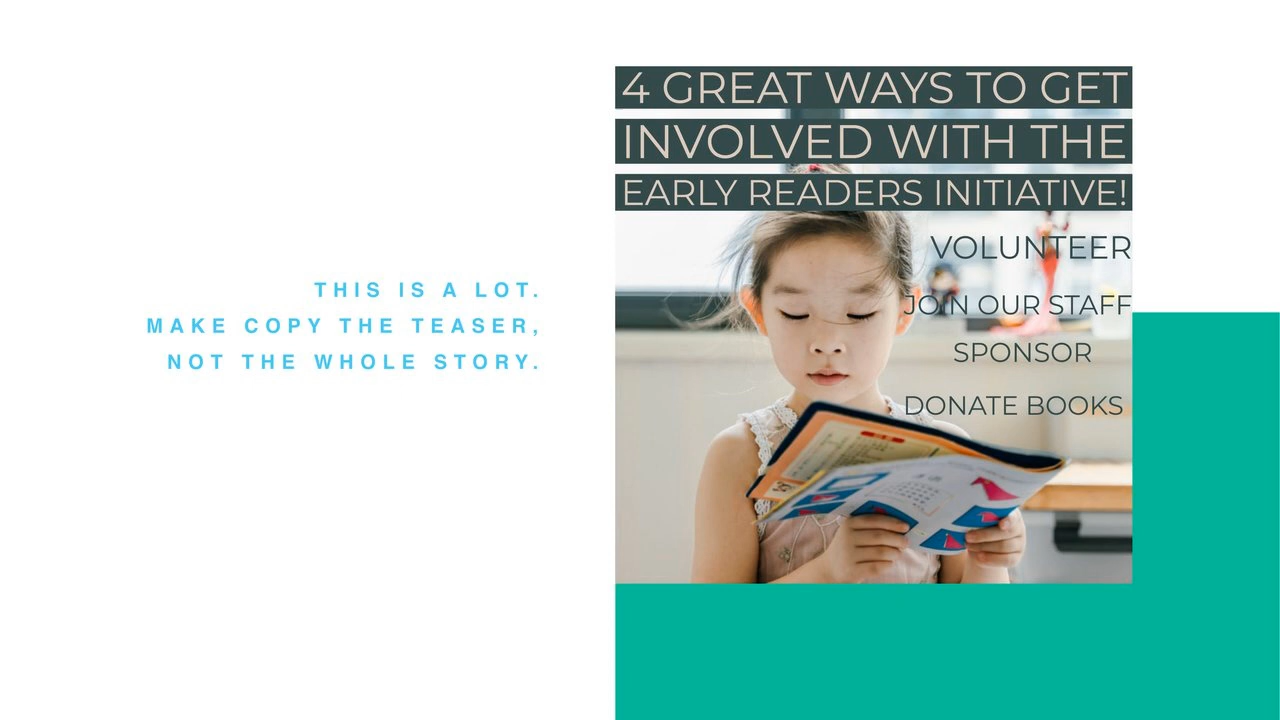 THIS IS A LOT.
MAKE COPY THE TEASER,
NOT THE WHOLE STORY.
4 GREAT WAYS TO GET
INVOLVED WITH THE
EARLY READERS INITIATIVE!
VOLUNTEER
JOIN OUR STAFF
SPONSOR
DONATE BOOKS